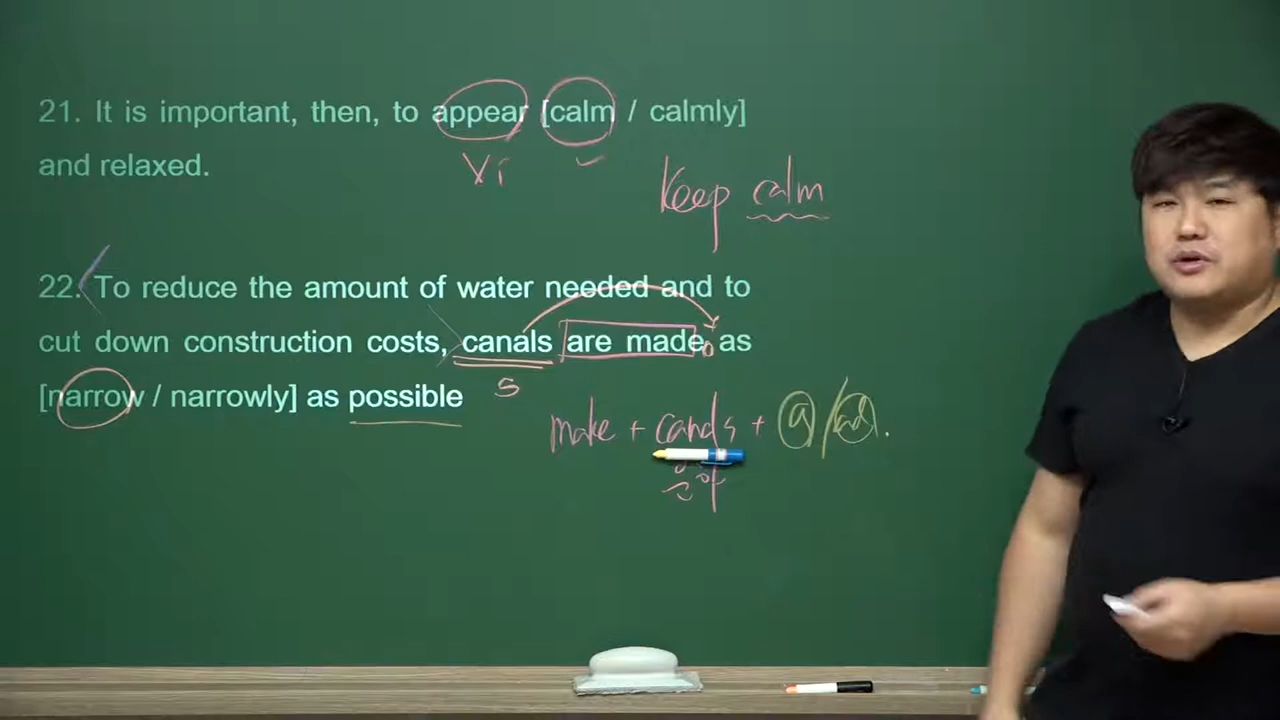 21. It is important, then, to appear [calm / calmly]
and relaxed.
Vi
Keep calm
22. To reduce the amount of water needed and to
cut down construction costs, canals are made as
[narrow / narrowly] as possible
S
o
make + canals + a / ad.